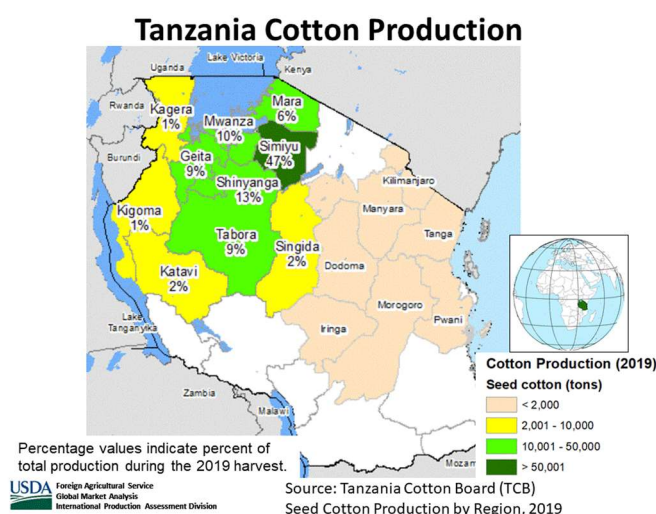 Tanzania Cotton Production
Lake Victoria
Uganda
Kenya
Rwanda
Kagera
1%
Mara
6%
Mwanza
10%
Simiyu
47%
Burundi
Geita
9%
Shinyanga
13%
Kilimanjaro
Kigoma
1%
Manyara
Tabora
9%
Singida
2%
Tanga
Dodoma
Katavi
2%
Morogoro
Lake
Tanganyika
Iringa
Pwani
Zambia
Malawi
Mozam
Cotton Production (2019)
Seed cotton (tons)
< 2,000
2,001 - 10,000
10,001 - 50,000
> 50,001
Percentage values indicate percent of
total production during the 2019 harvest.
USDA
Foreign Agricultural Service
Global Market Analysis
International Production Assessment Division
Source: Tanzania Cotton Board (TCB)
Seed Cotton Production by Region, 2019